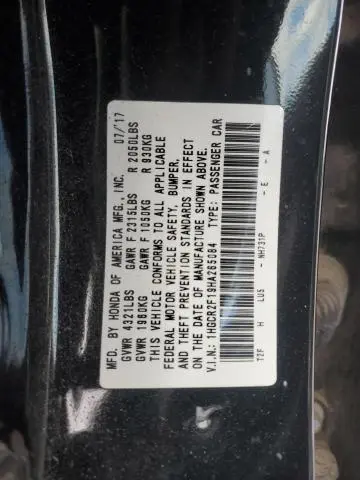 MFD. BY HONDA OF AMERICA MFG., INC. 07/'17
GVWR 4321LBS GAWR F 2315LBS R 2050LBS
GVWR 1960KG GAWR F 1050KG R 930KG
THIS VEHICLE CONFORMS TO ALL APPLICABLE
FEDERAL MOTOR VEHICLE SAFETY, BUMPER,
AND THEFT PREVENTION STANDARDS IN EFFECT
ON THE DATE OF MANUFACTURE SHOWN ABOVE.
V.I.N.: 1HGCR2F19HA285084 TYPE: PASSENGER CAR
T2F H LU5 - NH731P - E - A